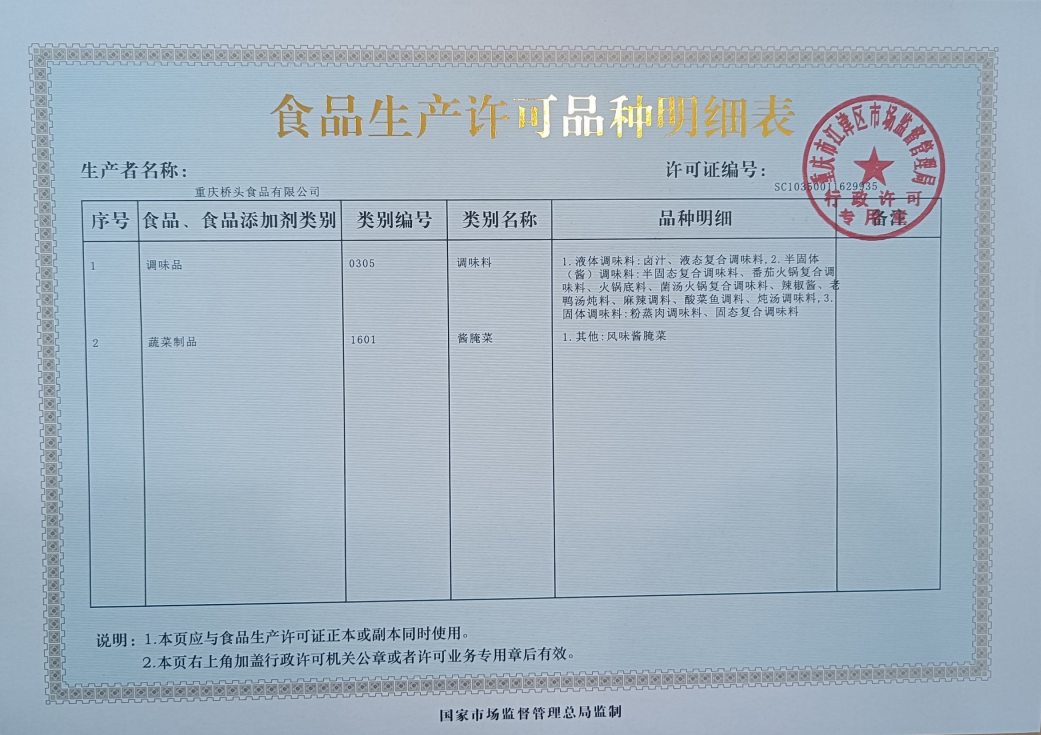 食品生产许可品种明细表
重庆市江津区市场监督管理局
行政许可
专用章
生产者名称:
重庆桥头食品有限公司
许可证编号:
SC10350011629935
序号 食品、食品添加剂类别 类别编号 类别名称 品种明细 备注
1 调味品 0305 调味料 1.液体调味料:卤汁、液态复合调味料,2.半固体
(酱)调味料:半固态复合调味料、番茄火锅复合调
味料、火锅底料、菌汤火锅复合调味料、辣椒酱、老
鸭汤炖料、麻辣调料、酸菜鱼调料、炖汤调味料,3.
固体调味料:粉蒸肉调味料、固态复合调味料
2 蔬菜制品 1601 酱腌菜 1.其他:风味酱腌菜
说明:1.本页应与食品生产许可证正本或副本同时使用。
2.本页右上角加盖行政许可机关公章或者许可业务专用章后有效。
国家市场监督管理总局监制